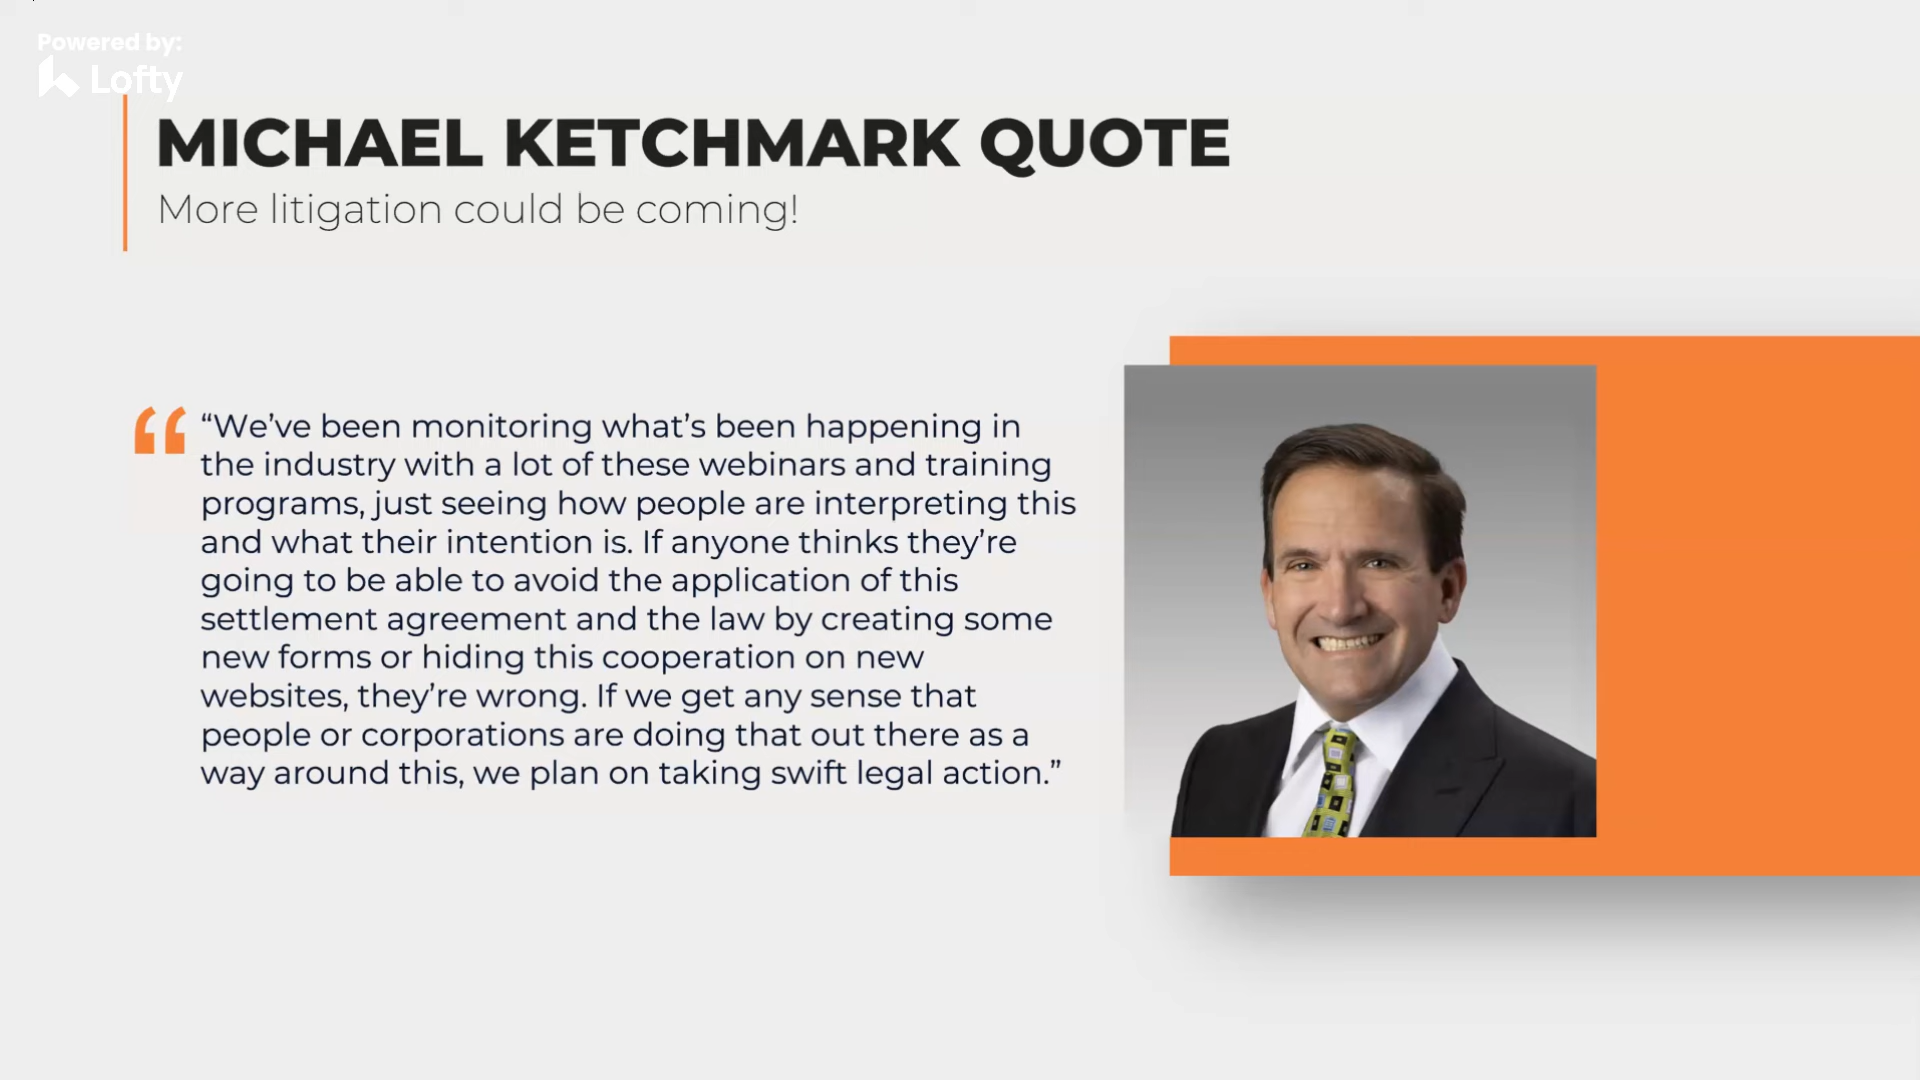 Powered by:
Lofty
MICHAEL KETCHMARK QUOTE
More litigation could be coming!
“We’ve been monitoring what’s been happening in
the industry with a lot of these webinars and training
programs, just seeing how people are interpreting this
and what their intention is. If anyone thinks they’re
going to be able to avoid the application of this
settlement agreement and the law by creating some
new forms or hiding this cooperation on new
websites, they’re wrong. If we get any sense that
people or corporations are doing that out there as a
way around this, we plan on taking swift legal action.”